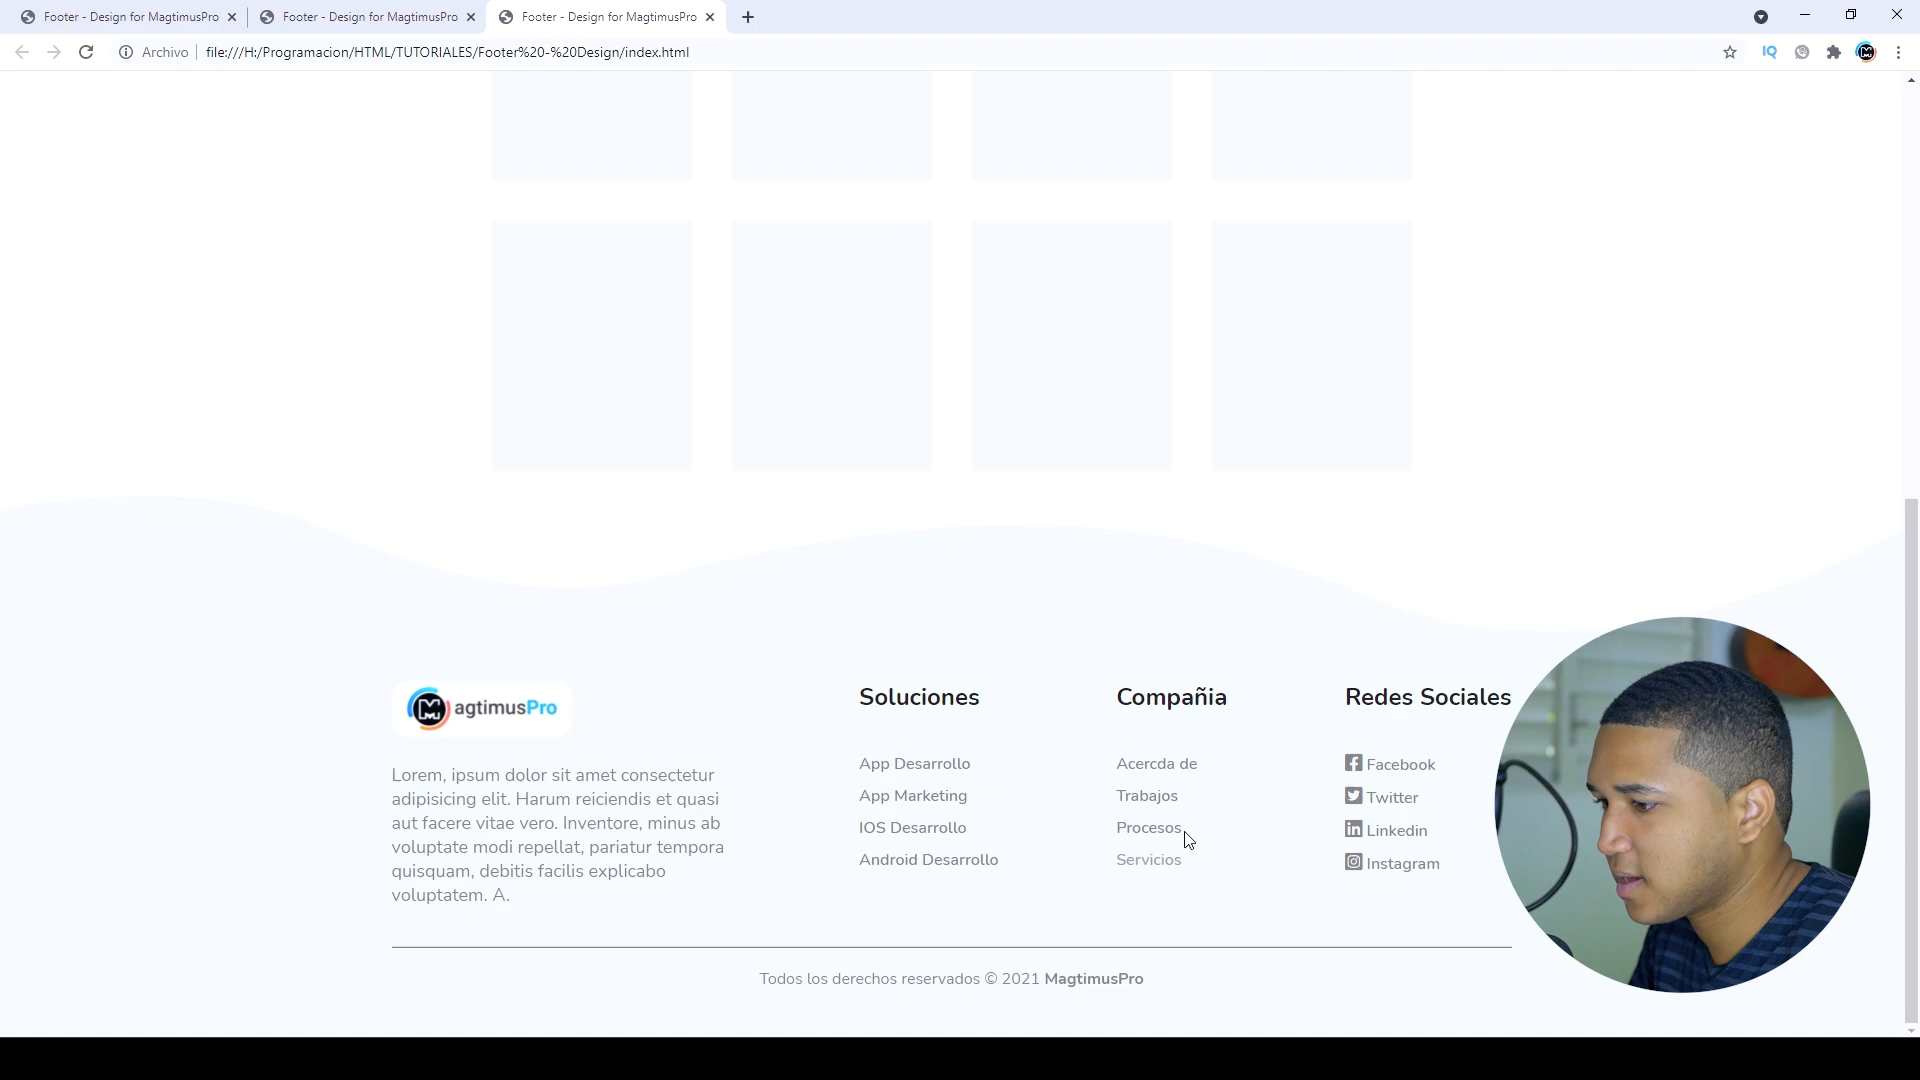 Footer - Design for MagtimusPro
Footer - Design for MagtimusPro
Footer - Design for MagtimusPro
Archivo
file:///H:/Programacion/HTML/TUTORIALES/Footer%20-%20Design/index.html
IQ
M
M agtimusPro
Lorem, ipsum dolor sit amet consectetur
adipisicing elit. Harum reiciendis et quasi
aut facere vitae vero. Inventore, minus ab
voluptate modi repellat, pariatur tempora
quisquam, debitis facilis explicabo
voluptatem. A.
Soluciones
App Desarrollo
App Marketing
IOS Desarrollo
Android Desarrollo
Compañia
Acercda de
Trabajos
Procesos
Servicios
Redes Sociales
Facebook
Twitter
Linkedin
Instagram
Todos los derechos reservados © 2021 MagtimusPro